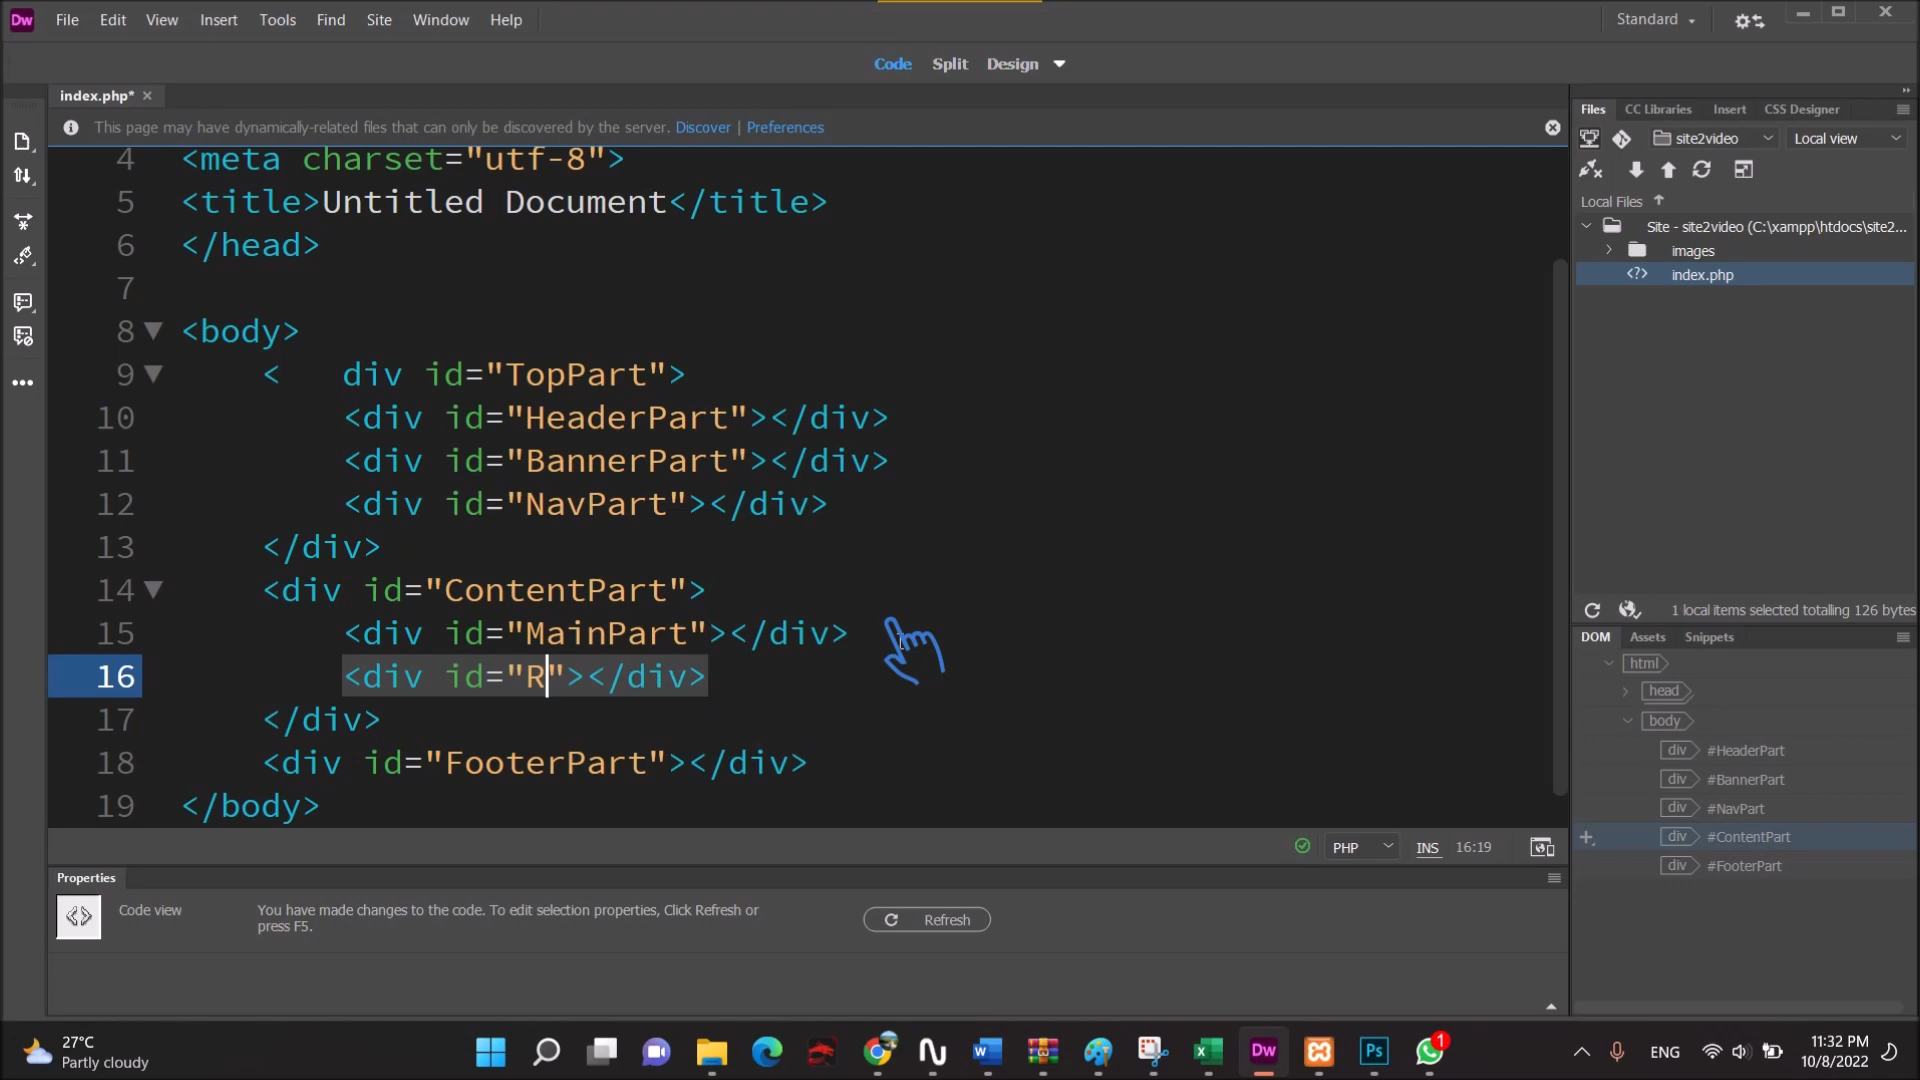 Dw File Edit View Insert Tools Find Site Window Help Standard
Code Split Design
index.php*
This page may have dynamically-related files that can only be discovered by the server. Discover | Preferences
4 <meta charset="utf-8">
5 <title>Untitled Document</title>
6 </head>
7
8 <body>
9 < div id="TopPart">
10 <div id="HeaderPart"></div>
11 <div id="BannerPart"></div>
12 <div id="NavPart"></div>
13 </div>
14 <div id="ContentPart">
15 <div id="MainPart"></div>
16 <div id="R"></div>
17 </div>
18 <div id="FooterPart"></div>
19 </body>
PHP INS 16:19
Properties
Code view
You have made changes to the code. To edit selection properties, Click Refresh or
press F5.
Refresh
Files CC Libraries Insert CSS Designer
site2video Local view
Local Files
Site - site2video (C:\xampp\htdocs\site2...
images
<?> index.php
1 local items selected totalling 126 bytes
DOM Assets Snippets
html
head
body
div #HeaderPart
div #BannerPart
div #NavPart
div #ContentPart
div #FooterPart
27°C
Partly cloudy
W
Dw
Ps
1
ENG
11:32 PM
10/8/2022